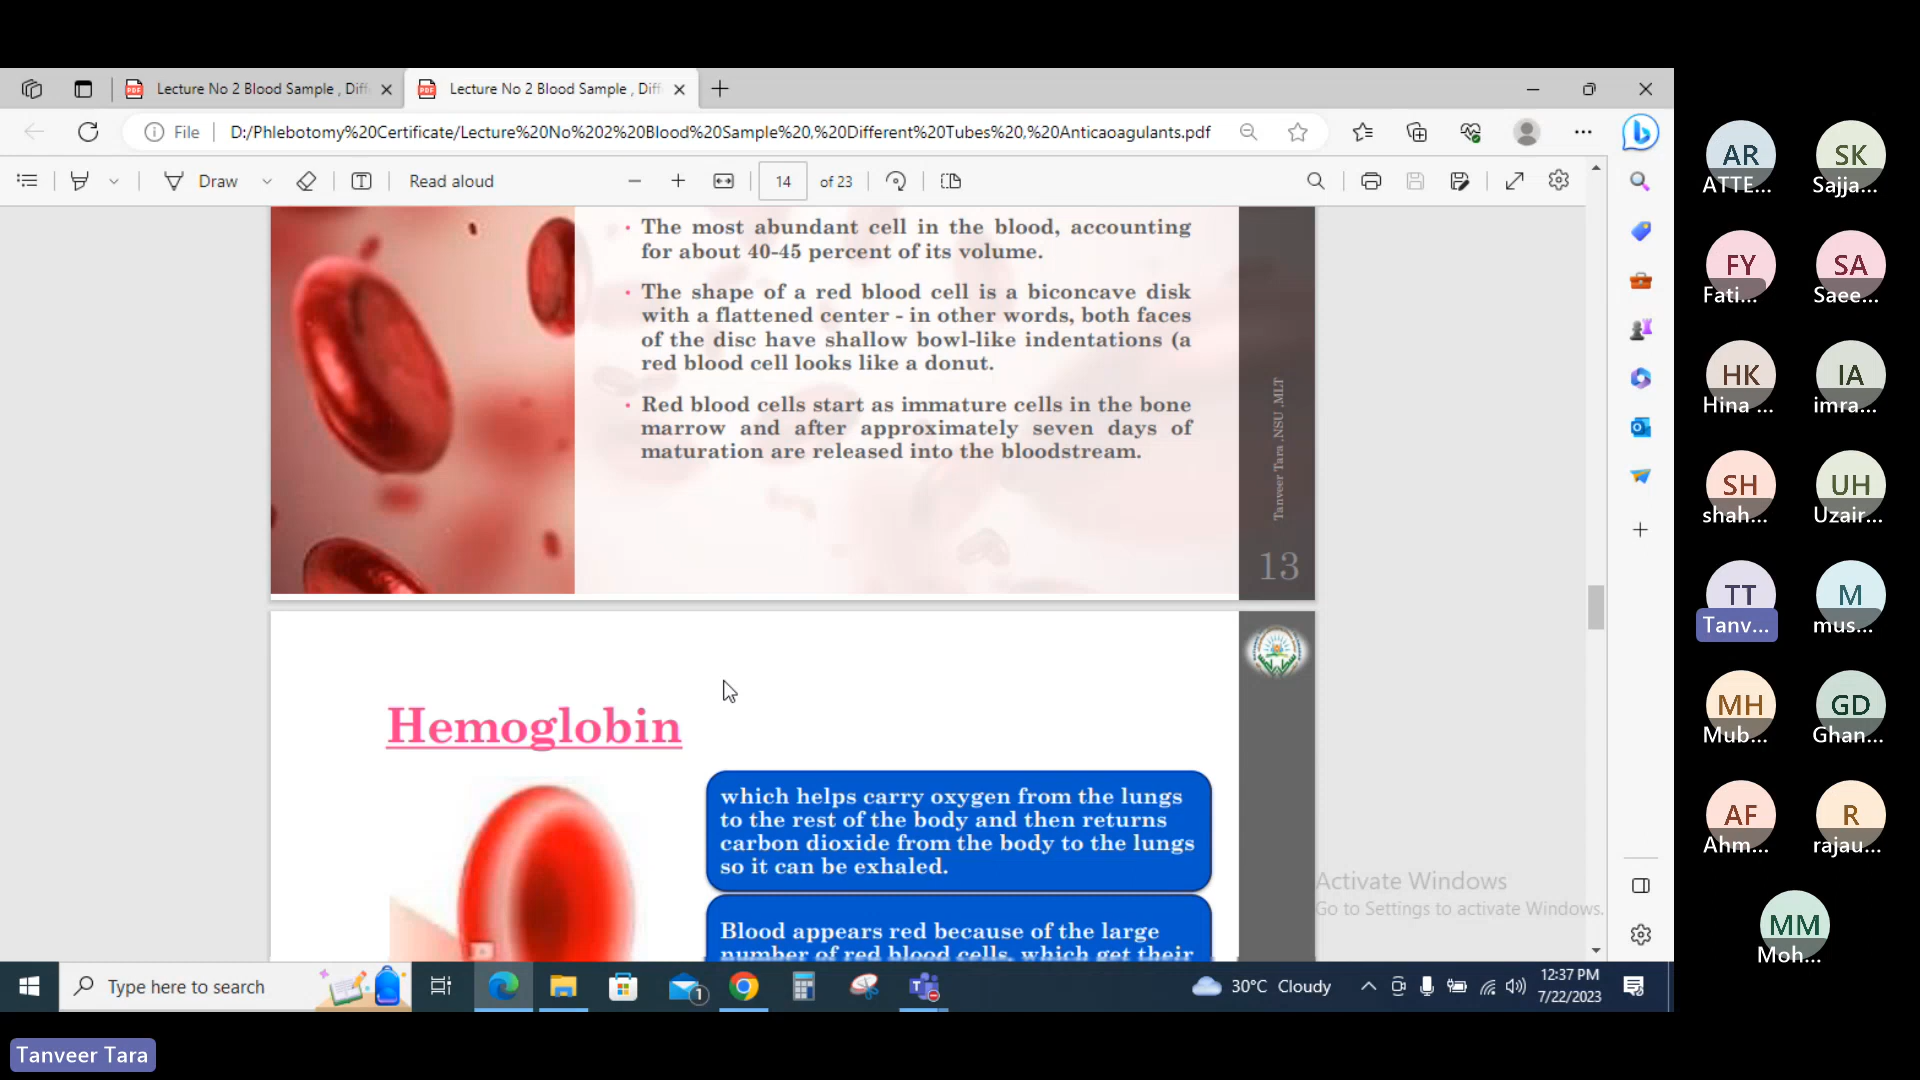 Lecture No 2 Blood Sample , Diff
Lecture No 2 Blood Sample , Diff
File
D:/Phlebotomy%20Certificate/Lecture%20No%202%20Blood%20Sample%20,%20Different%20Tubes%20,%20Anticaoagulants.pdf
Draw
Read aloud
14
of 23
The most abundant cell in the blood, accounting
for about 40-45 percent of its volume.
The shape of a red blood cell is a biconcave disk
with a flattened center - in other words, both faces
of the disc have shallow bowl-like indentations (a
red blood cell looks like a donut.
Red blood cells start as immature cells in the bone
marrow and after approximately seven days of
maturation are released into the bloodstream.
Tanveer Tara .NSU .MLT
13
Hemoglobin
which helps carry oxygen from the lungs
to the rest of the body and then returns
carbon dioxide from the body to the lungs
so it can be exhaled.
Blood appears red because of the large
number of red blood cells, which get their
Activate Windows
Go to Settings to activate Windows.
Type here to search
1
30°C Cloudy
12:37 PM
7/22/2023
AR
ATTE...
SK
Sajja...
FY
Fati...
SA
Saee...
HK
Hina ...
IA
imra...
SH
shah...
UH
Uzair...
TT
Tanv...
M
mus...
MH
Mub...
GD
Ghan...
AF
Ahm...
R
rajau...
MM
Moh...
Tanveer Tara